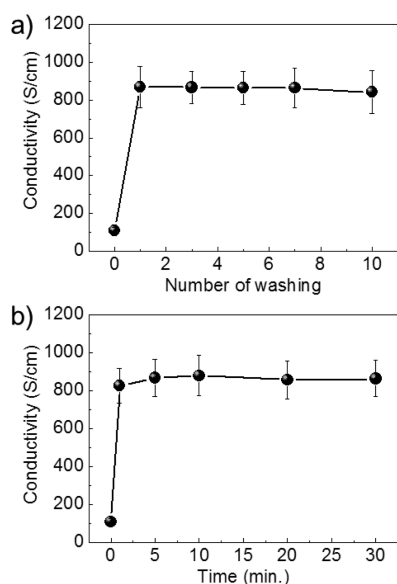 a)
1200
1000
800
600
400
200
0
Conductivity (S/cm)
0 2 4 6 8 10
Number of washing
b)
1200
1000
800
600
400
200
0
Conductivity (S/cm)
0 5 10 15 20 25 30
Time (min.)